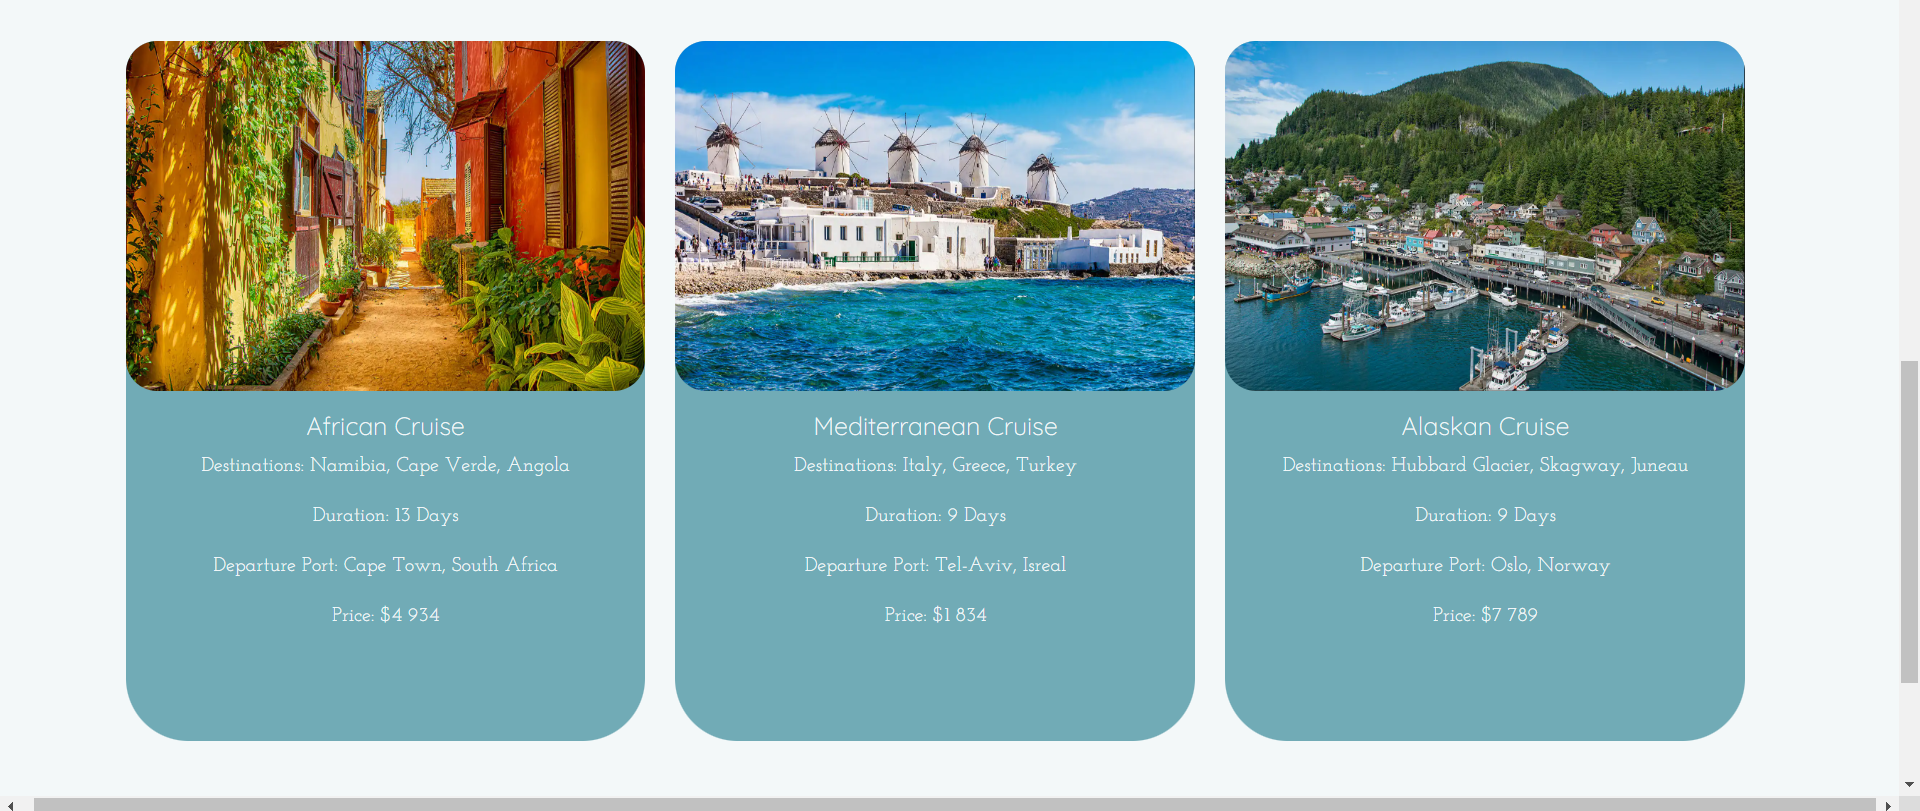 African Cruise
Destinations: Namibia, Cape Verde, Angola
Duration: 13 Days
Departure Port: Cape Town, South Africa
Price: $4 934
Mediterranean Cruise
Destinations: Italy, Greece, Turkey
Duration: 9 Days
Departure Port: Tel-Aviv, Isreal
Price: $1 834
Alaskan Cruise
Destinations: Hubbard Glacier, Skagway, Juneau
Duration: 9 Days
Departure Port: Oslo, Norway
Price: $7 789